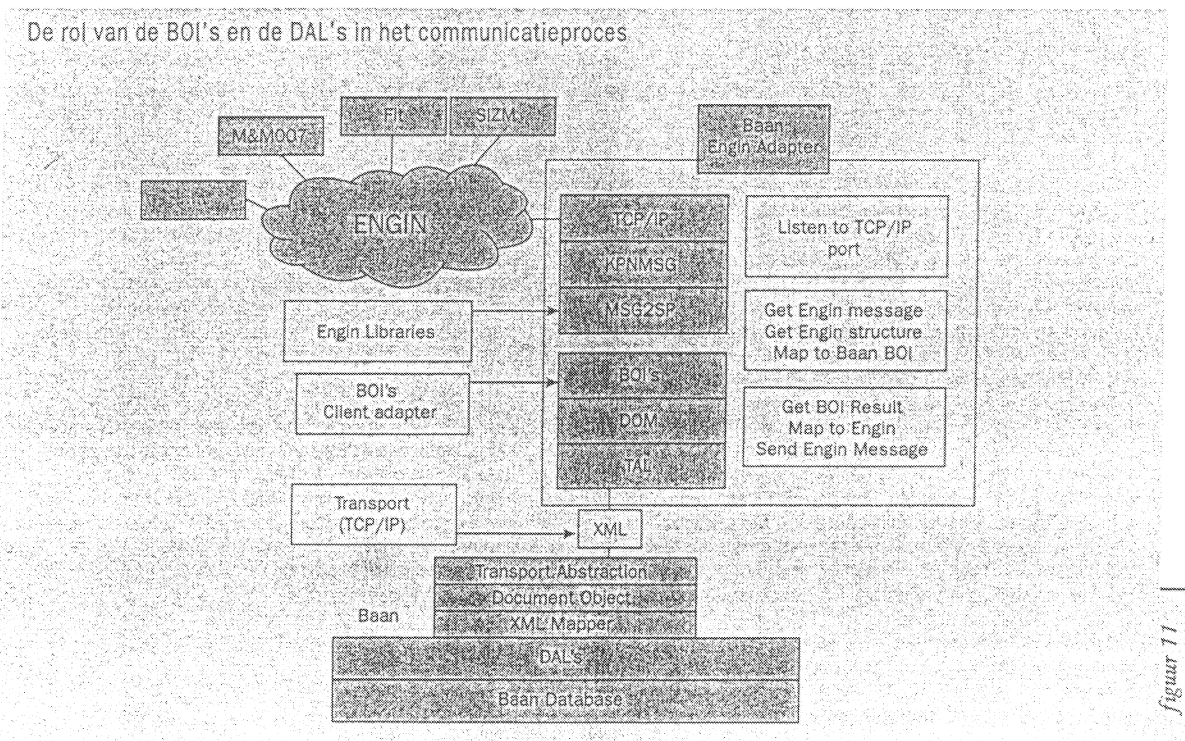 De rol van de BOI's en de DAL's in het communicatieproces
Fit
SIZM
M&M007
Baan
Engin Adapter
ENGIN
TCP/IP
KPNMSG
MSG2SP
Listen to TCP/IP
port
Engin Libraries
Get Engin message
Get Engin structure
Map to Baan BOI
BOI's
Client adapter
BOI's
DOM
TAL
Get BOI Result
Map to Engin
Send Engin Message
Transport
(TCP/IP)
XML
Transport Abstraction
Document Object
XML Mapper
Baan
DAL's
Baan Database
figuur 11